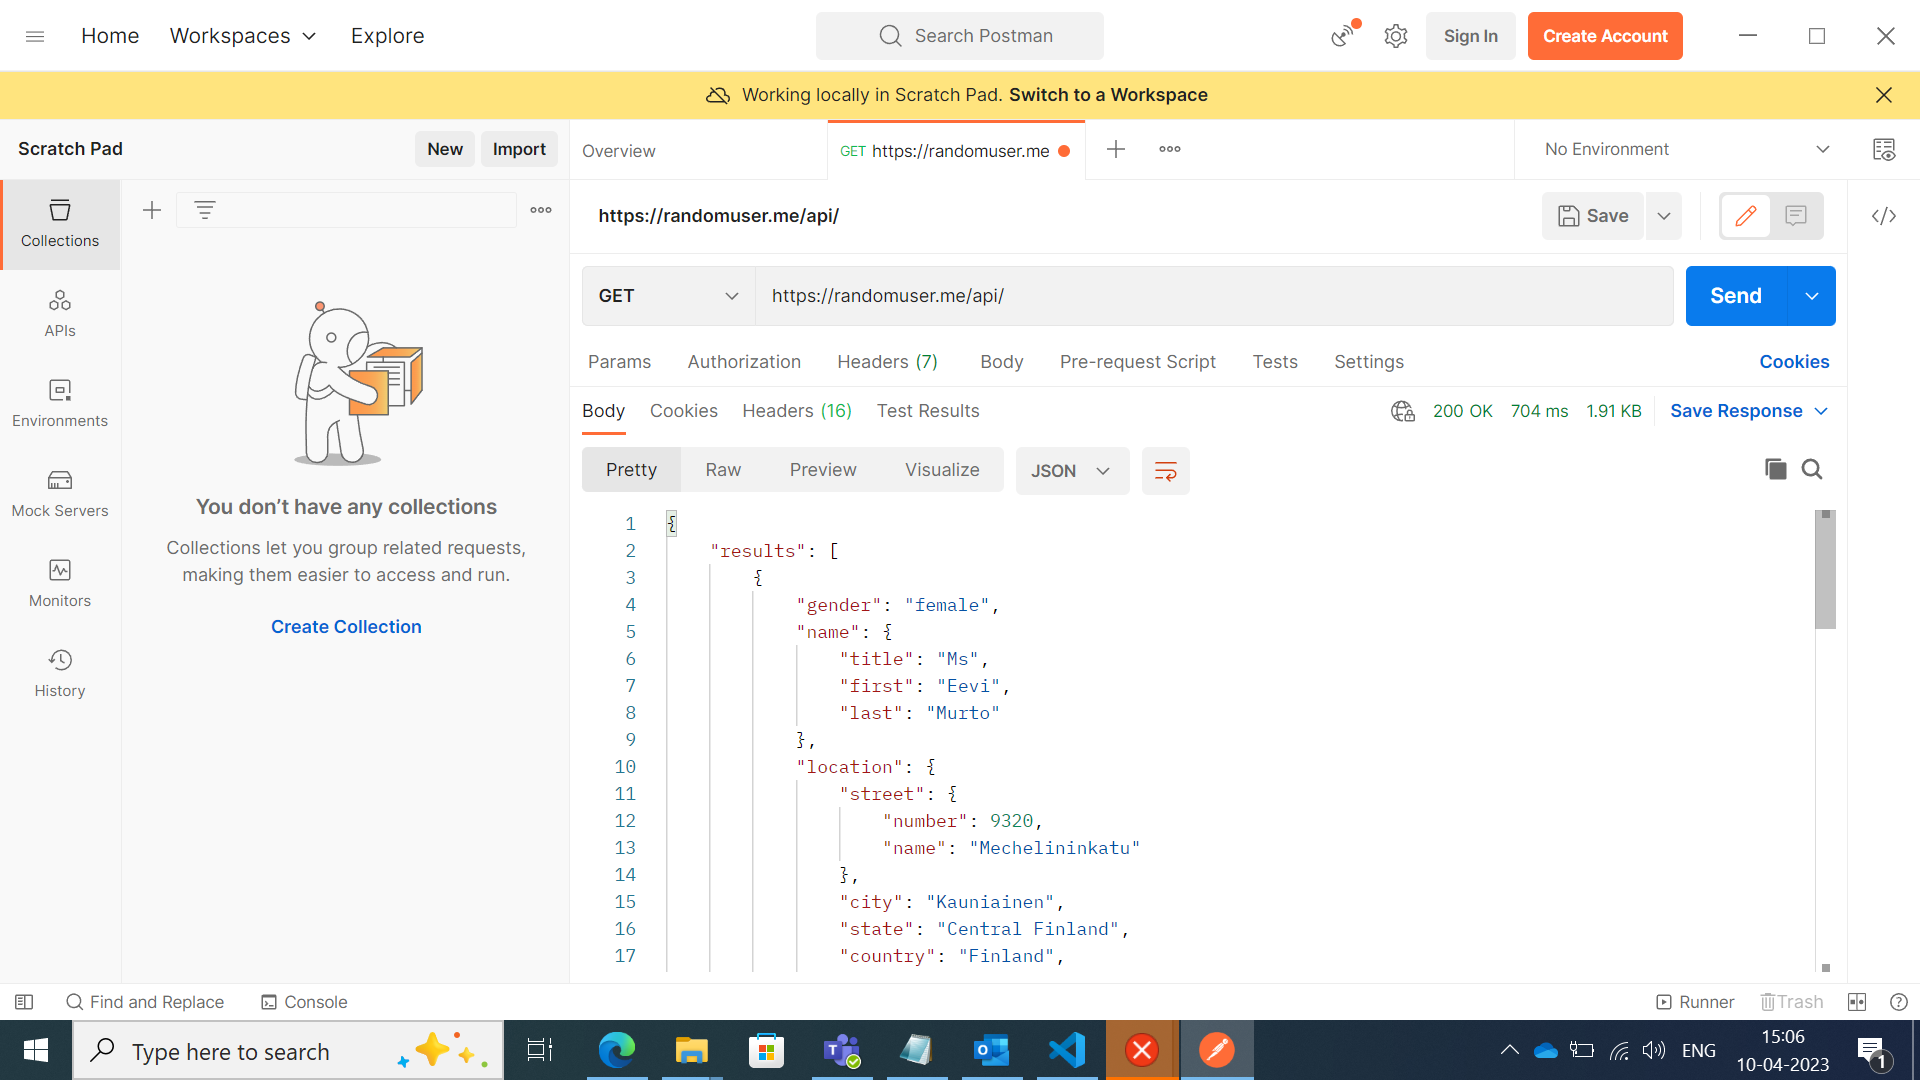 Home Workspaces Explore Search Postman Sign In Create Account
Working locally in Scratch Pad. Switch to a Workspace
Scratch Pad New Import Overview GET https://randomuser.me No Environment
Collections
APIs
Environments
Mock Servers
Monitors
History
You don’t have any collections
Collections let you group related requests,
making them easier to access and run.
Create Collection
https://randomuser.me/api/ Save
GET https://randomuser.me/api/ Send
Params Authorization Headers (7) Body Pre-request Script Tests Settings Cookies
Body Cookies Headers (16) Test Results 200 OK 704 ms 1.91 KB Save Response
Pretty Raw Preview Visualize JSON
1 {
2 "results": [
3 {
4 "gender": "female",
5 "name": {
6 "title": "Ms",
7 "first": "Eevi",
8 "last": "Murto"
9 },
10 "location": {
11 "street": {
12 "number": 9320,
13 "name": "Mechelininkatu"
14 },
15 "city": "Kauniainen",
16 "state": "Central Finland",
17 "country": "Finland",
Find and Replace Console Runner Trash
Type here to search ENG 15:06
10-04-2023 1